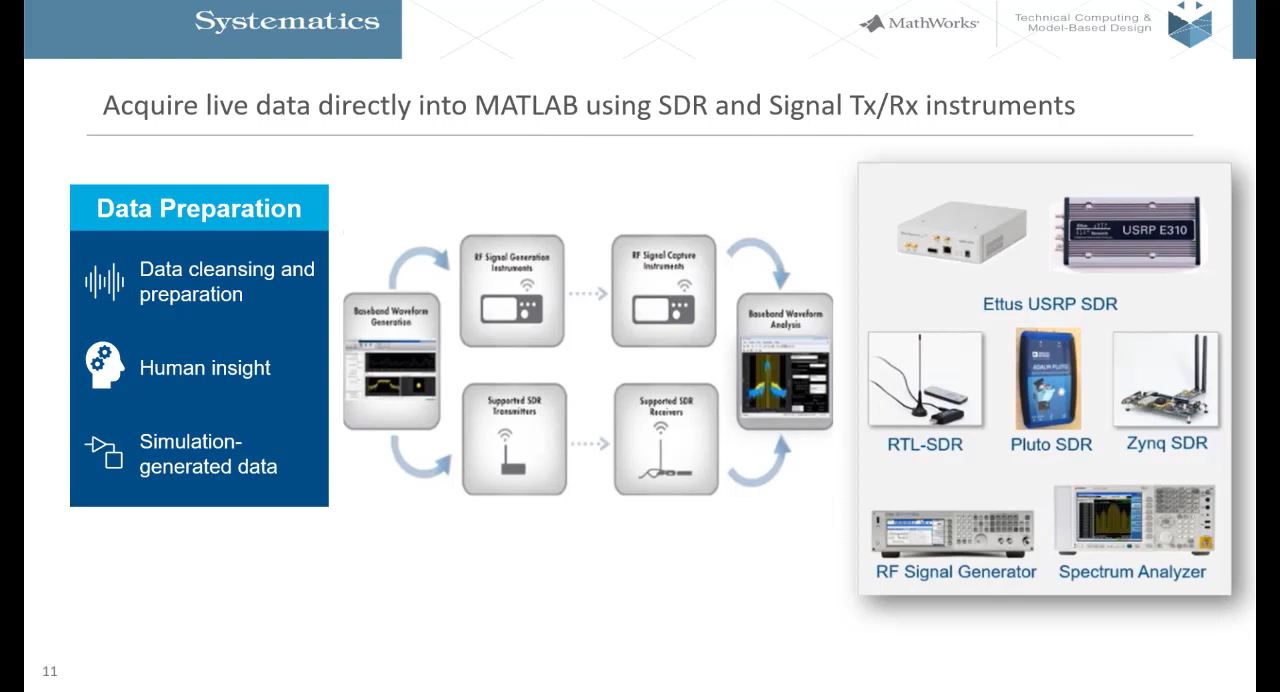 Systematics
MathWorks
Technical Computing &
Model-Based Design
Acquire live data directly into MATLAB using SDR and Signal Tx/Rx instruments
Data Preparation
Data cleansing and
preparation
Human insight
Simulation-
generated data
Baseband Waveform
Generation
RF Signal Generation
Instruments
RF Signal Capture
Instruments
Supported SDR
Transmitters
Supported SDR
Receivers
Baseband Waveform
Analysis
Ettus
USRP E310
Ettus USRP SDR
ADALM-PLUTO
RTL-SDR
Pluto SDR
Zynq SDR
RF Signal Generator
Spectrum Analyzer
11